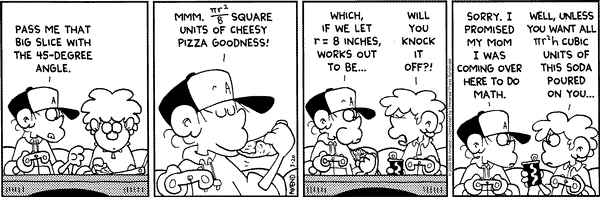 PASS ME THAT
BIG SLICE WITH
THE 45-DEGREE
ANGLE.
MMM. πr²/8 SQUARE
UNITS OF CHEESY
PIZZA GOODNESS!
WHICH,
IF WE LET
r = 8 INCHES,
WORKS OUT
TO BE...
WILL
YOU
KNOCK
IT
OFF?!
SORRY. I
PROMISED
MY MOM
I WAS
COMING OVER
HERE TO DO
MATH.
WELL, UNLESS
YOU WANT ALL
πr²h CUBIC
UNITS OF
THIS SODA
POURED
ON YOU...
A
A
A
A
AMEND